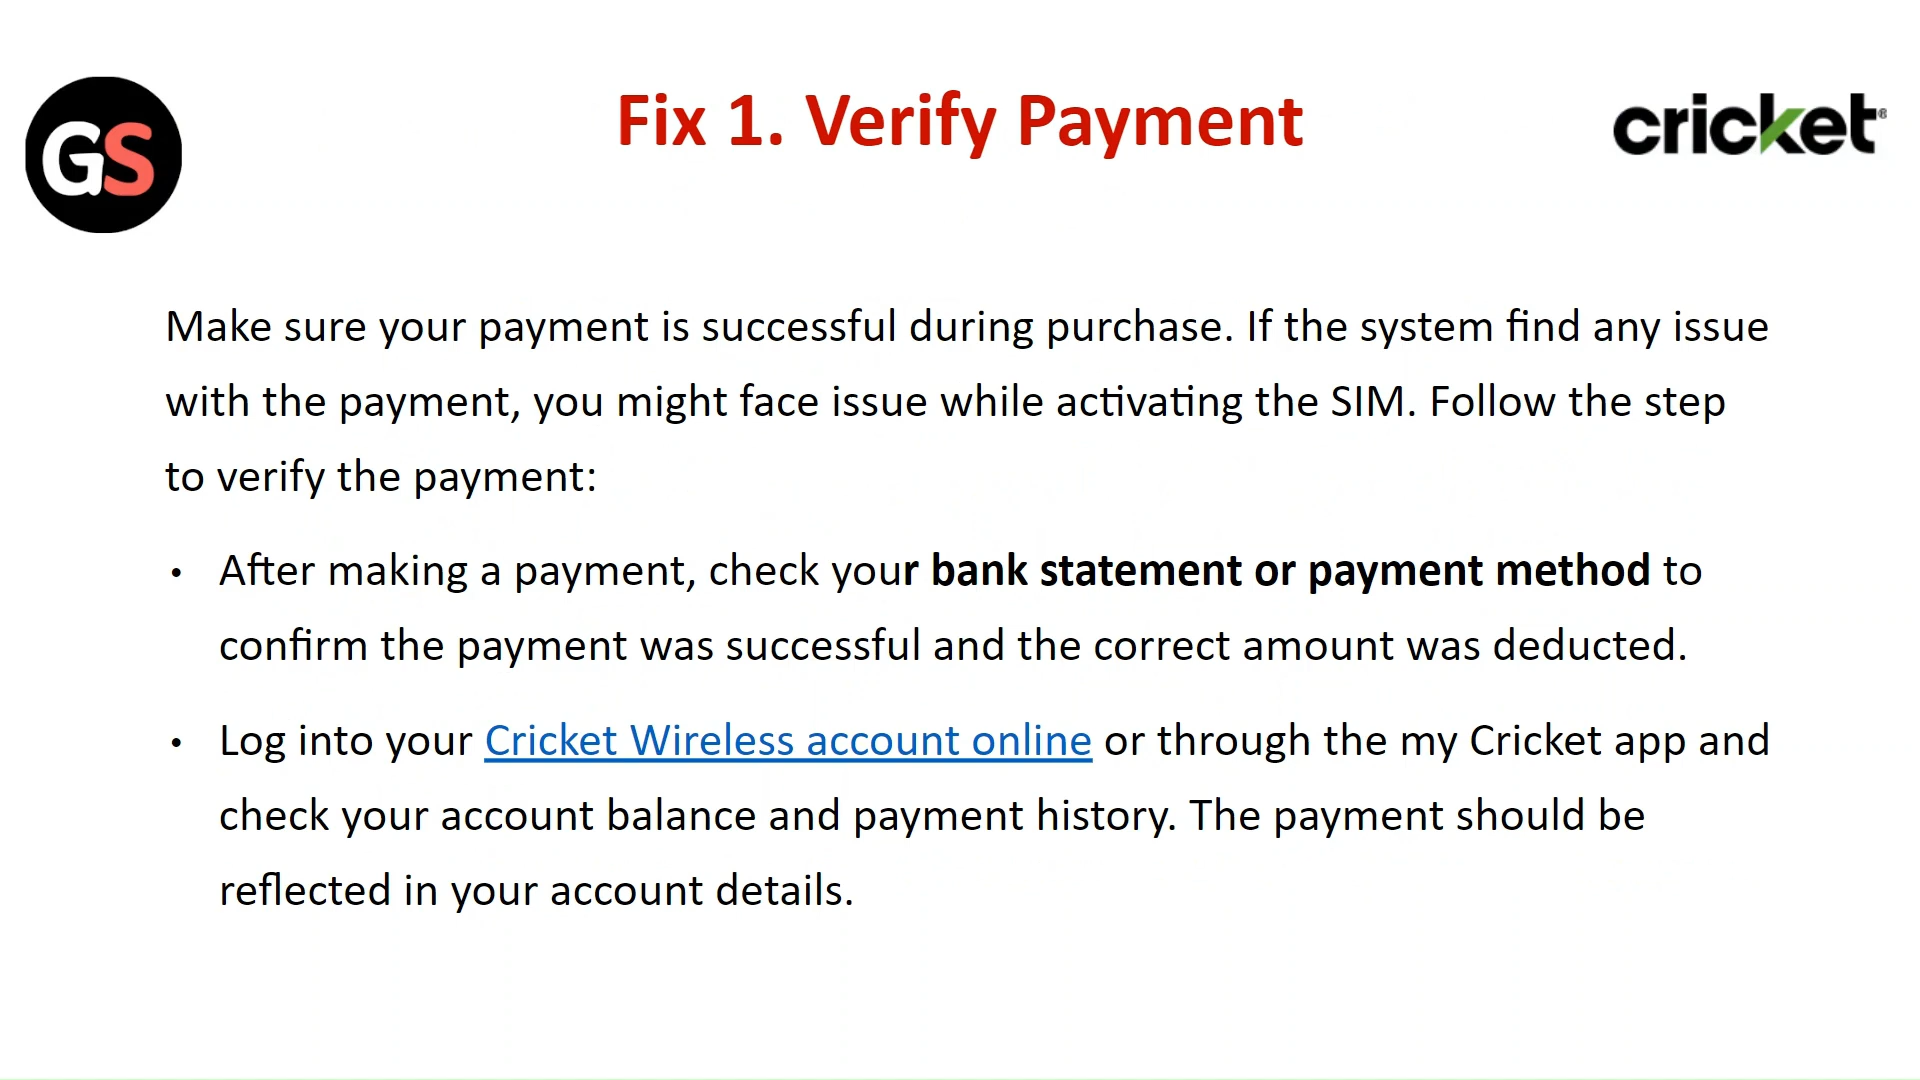 GS
Fix 1. Verify Payment
cricket®
Make sure your payment is successful during purchase. If the system find any issue
with the payment, you might face issue while activating the SIM. Follow the step
to verify the payment:
• After making a payment, check your bank statement or payment method to
confirm the payment was successful and the correct amount was deducted.
• Log into your Cricket Wireless account online or through the my Cricket app and
check your account balance and payment history. The payment should be
reflected in your account details.